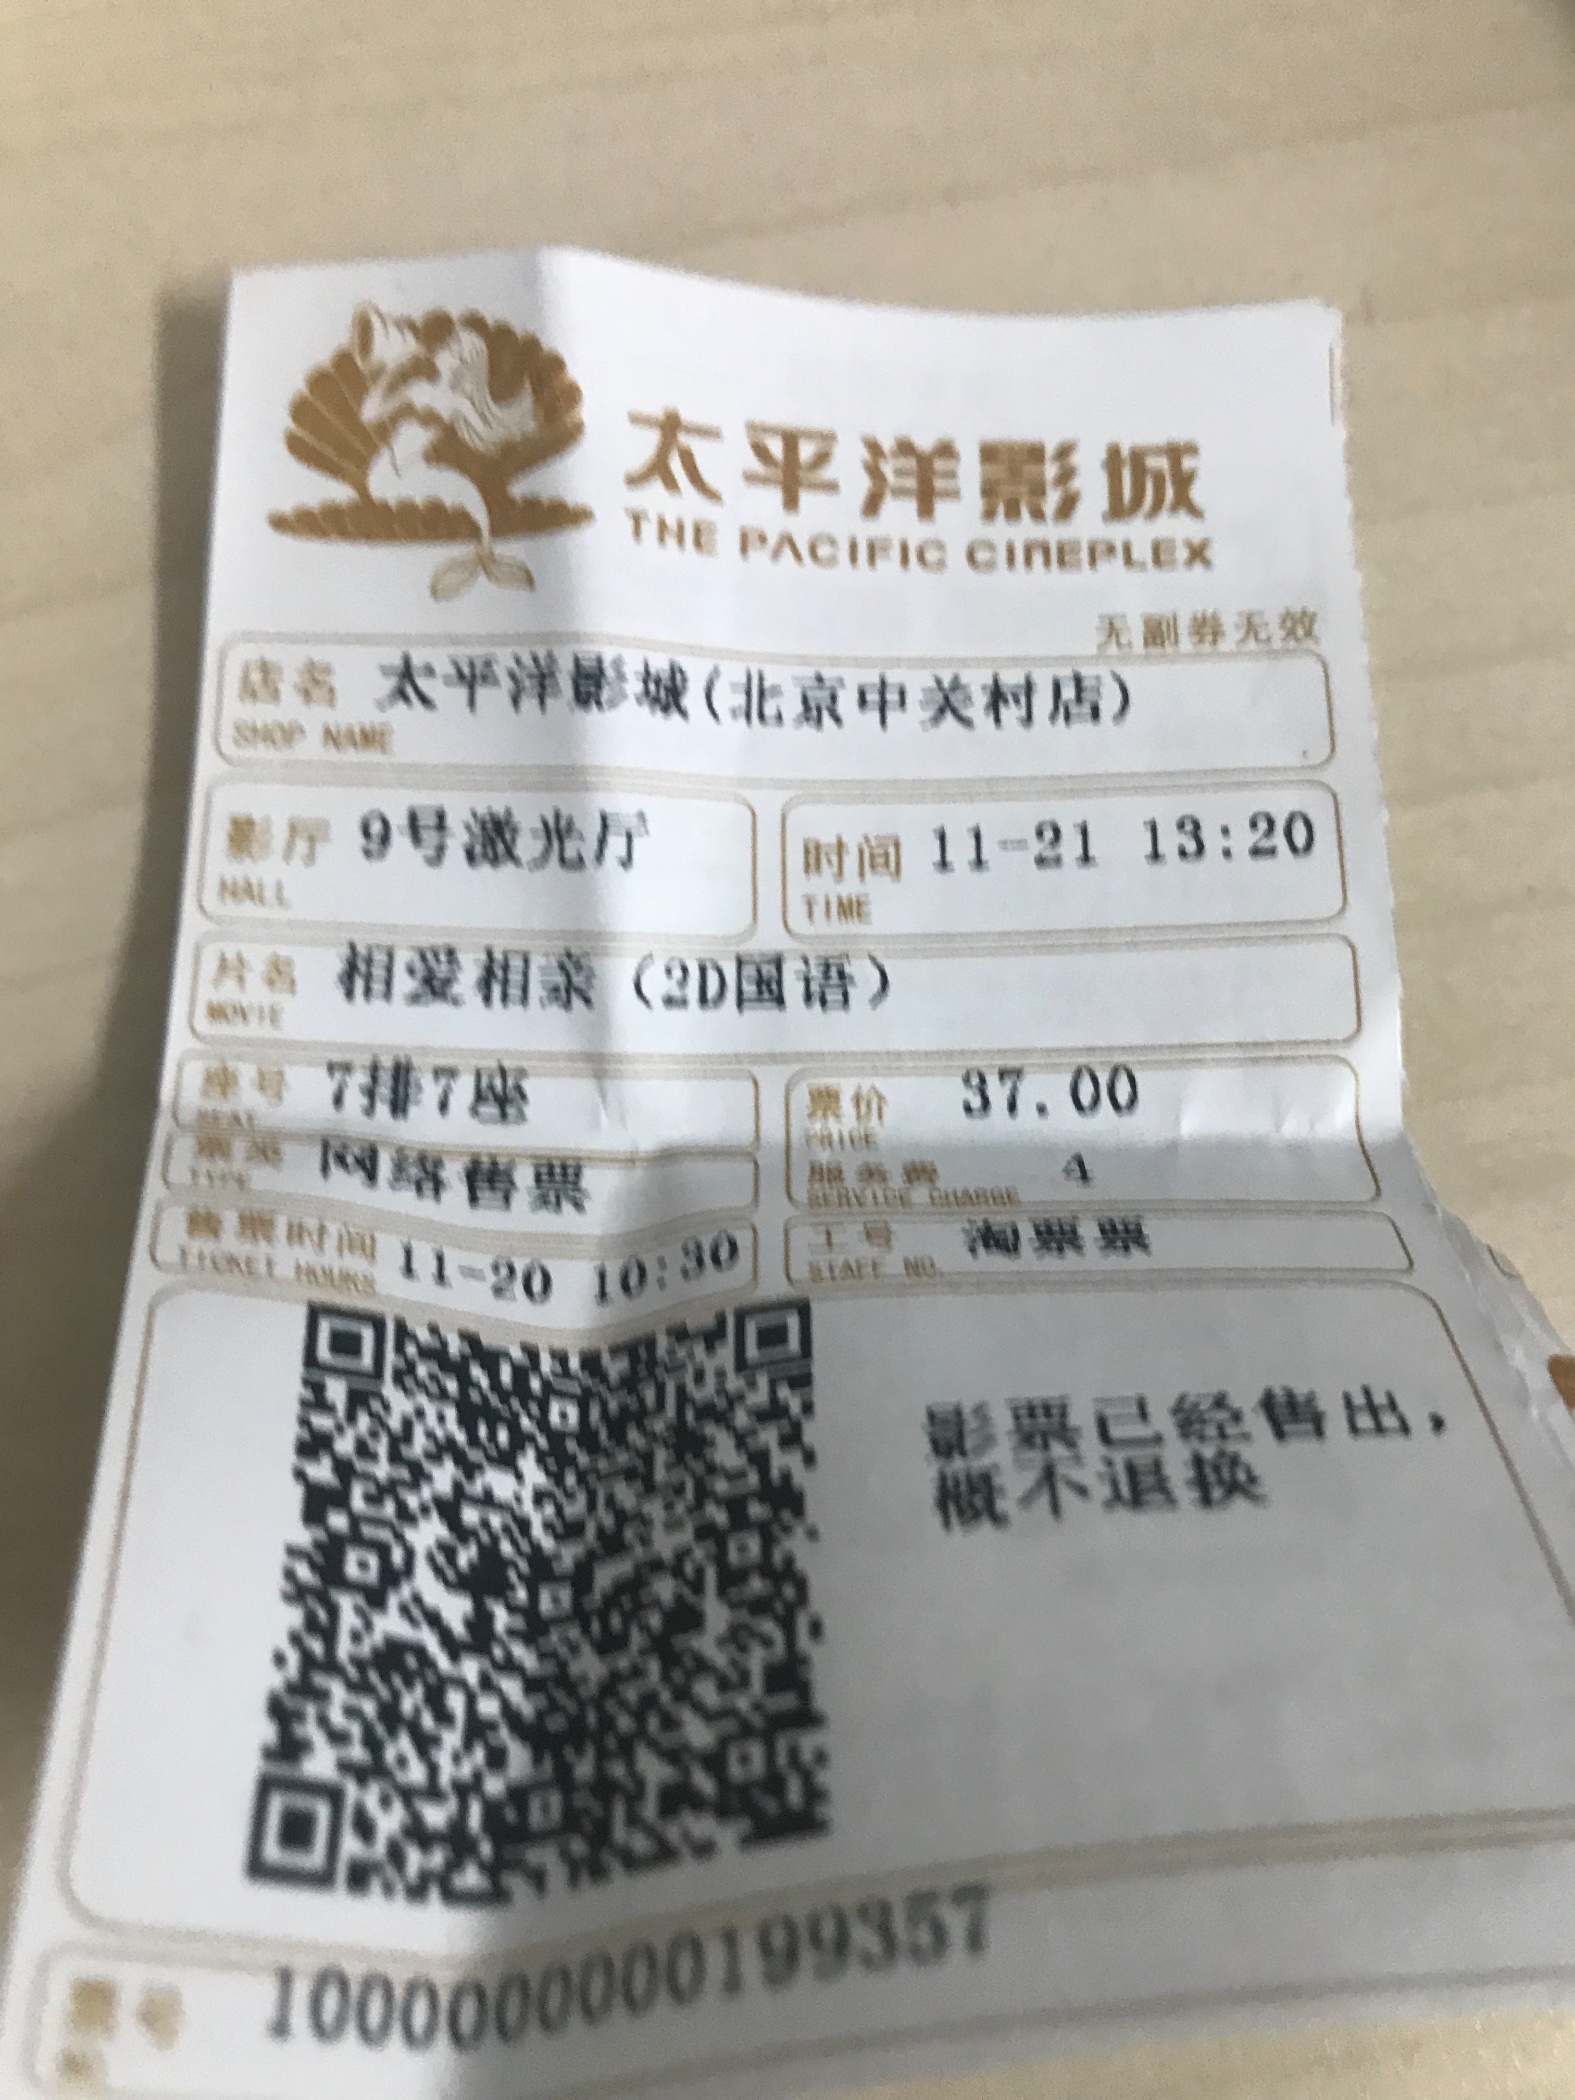 太平洋影城
THE PACIFIC CINEPLEX
无副券无效
店名 太平洋影城(北京中关村店)
SHOP NAME
影厅 9号激光厅
HALL
时间 11-21 13:20
TIME
片名 相爱相亲（2D国语）
MOVIE
座号 7排7座
SEAT
票价 37.00
PRICE
票类 网络售票
TYPE
服务费 4
SERVICE CHARGE
售票时间 11-20 10:30
TICKET HOURS
工号 淘票票
STAFF NO.
影票已经售出，
概不退换
票号 1000000000199357